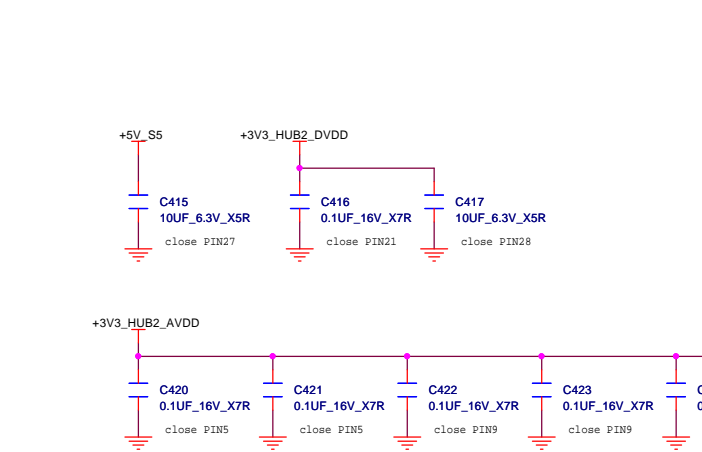 +5V_S5
+3V3_HUB2_DVDD
C415
10UF_6.3V_X5R
close PIN27
C416
0.1UF_16V_X7R
close PIN21
C417
10UF_6.3V_X5R
close PIN28
+3V3_HUB2_AVDD
C420
0.1UF_16V_X7R
close PIN5
C421
0.1UF_16V_X7R
close PIN5
C422
0.1UF_16V_X7R
close PIN9
C423
0.1UF_16V_X7R
close PIN9